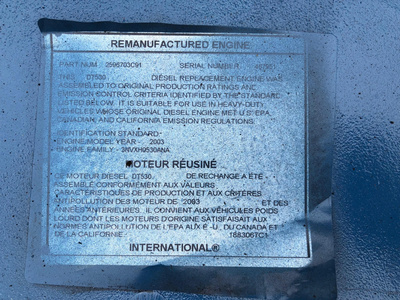 REMANUFACTURED ENGINE
PART NUM 2596703C91 SERIAL NUMBER
THIS DT530 DIESEL REPLACEMENT ENGINE WAS
ASSEMBLED TO ORIGINAL PRODUCTION RATINGS AND
EMISSION CONTROL CRITERIA IDENTIFIED BY THE STANDARD
LISTED BELOW. IT IS SUITABLE FOR USE IN HEAVY-DUTY
VEHICLES WHOSE ORIGINAL DIESEL ENGINE MET U.S. EPA,
CANADIAN AND CALIFORNIA EMISSION REGULATIONS.
IDENTIFICATION STANDARD-
ENGINE MODEL YEAR - 2003
ENGINE FAMILY - 3NVXH0530ANA
MOTEUR RÉUSINÉ
CE MOTEUR DIESEL DT530 DE RECHANGE A ÉTÉ
ASSEMBLÉ CONFORMÉMENT AUX VALEURS
CARACTÉRISTIQUES DE PRODUCTION ET AUX CRITÈRES
ANTIPOLLUTION DES MOTEUR DE 2003 ET DES
ANNÉES ANTÉRIEURES. IL CONVIENT AUX VÉHICULES POIDS
LOURD DONT LES MOTEURS D'ORIGINE SATISFAISAIT AUX
NORMES ANTIPOLLUTION DE L'EPA AUX É.-U., DU CANADA ET
DE LA CALIFORNIE. 188306TC1
INTERNATIONAL®